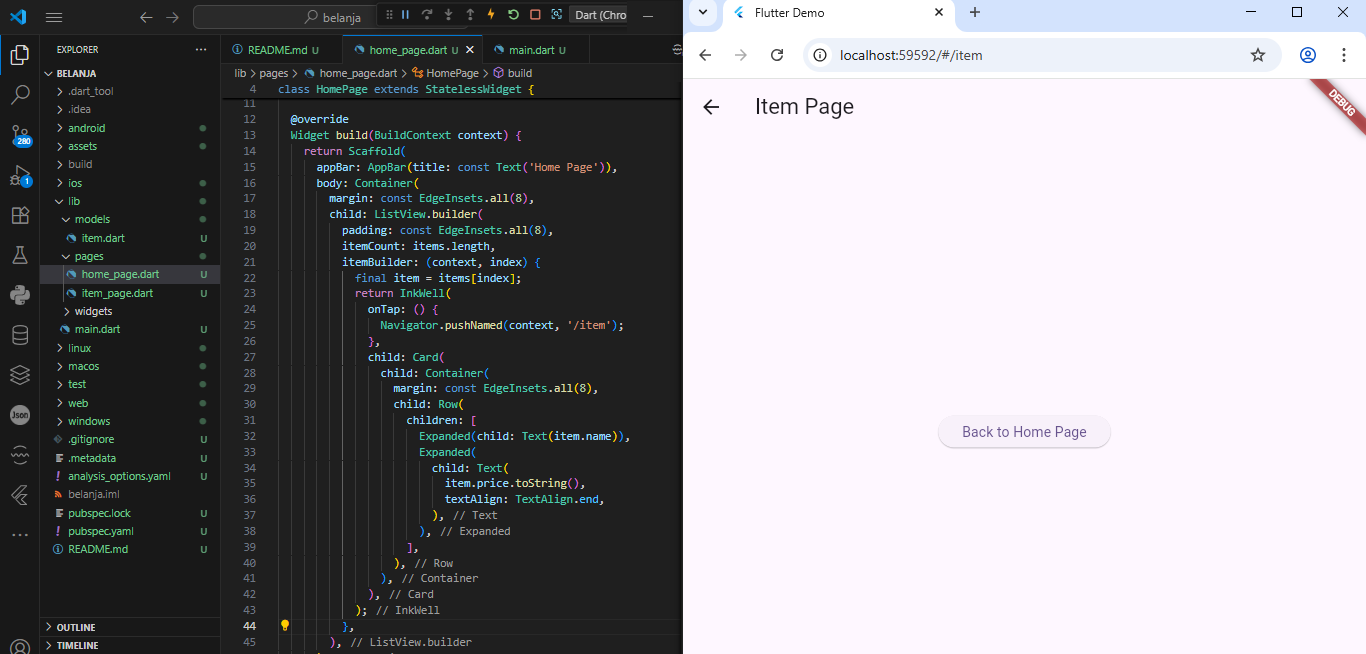 belanja
Dart (Chro
EXPLORER
BELANJA
.dart_tool
.idea
android
assets
build
ios
lib
models
item.dart U
pages
home_page.dart U
item_page.dart U
widgets
main.dart U
linux
macos
test
web
windows
.gitignore U
.metadata U
analysis_options.yaml U
belanja.iml
pubspec.lock U
pubspec.yaml U
README.md U
OUTLINE
TIMELINE
280
1
Json
README.md U
home_page.dart U
main.dart U
lib > pages > home_page.dart > HomePage > build
4 class HomePage extends StatelessWidget {
11
12 @override
13 Widget build(BuildContext context) {
14 return Scaffold(
15 appBar: AppBar(title: const Text('Home Page')),
16 body: Container(
17 margin: const EdgeInsets.all(8),
18 child: ListView.builder(
19 padding: const EdgeInsets.all(8),
20 itemCount: items.length,
21 itemBuilder: (context, index) {
22 final item = items[index];
23 return InkWell(
24 onTap: () {
25 Navigator.pushNamed(context, '/item');
26 },
27 child: Card(
28 child: Container(
29 margin: const EdgeInsets.all(8),
30 child: Row(
31 children: [
32 Expanded(child: Text(item.name)),
33 Expanded(
34 child: Text(
35 item.price.toString(),
36 textAlign: TextAlign.end,
37 ), // Text
38 ), // Expanded
39 ],
40 ), // Row
41 ), // Container
42 ), // Card
43 ); // InkWell
44 },
45 ), // ListView.builder
Flutter Demo
localhost:59592/#/item
Item Page
DEBUG
Back to Home Page